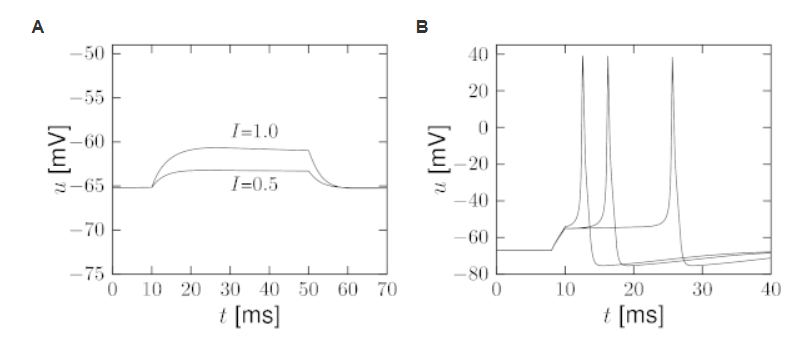 A
B
u [mV]
−50
−55
−60
−65
−70
−75
I=1.0
I=0.5
0 10 20 30 40 50 60 70
t [ms]
u [mV]
40
20
0
−20
−40
−60
−80
0 10 20 30 40
t [ms]